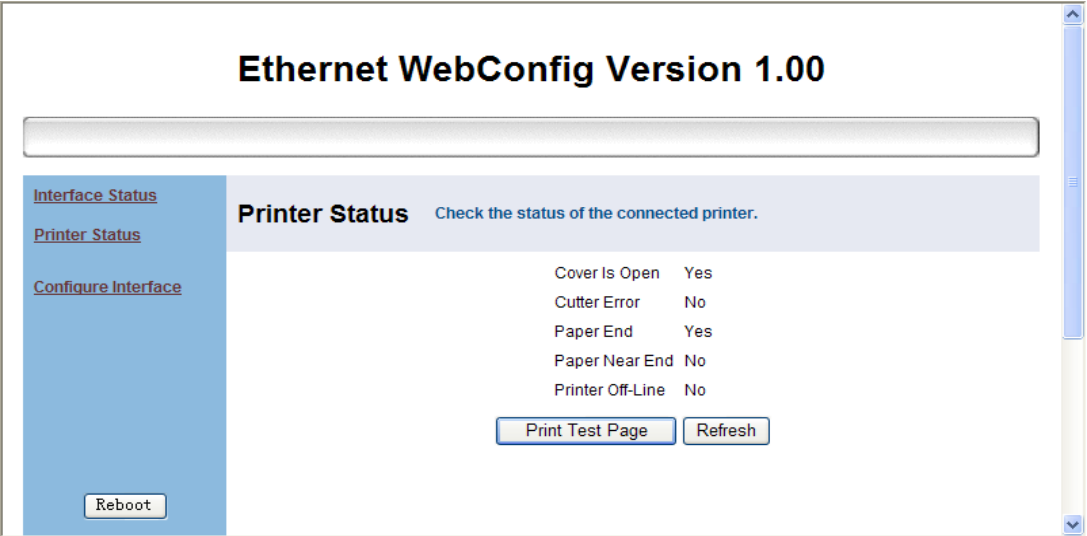 Ethernet WebConfig Version 1.00
Interface Status
Printer Status
Configure Interface
Reboot
Printer Status Check the status of the connected printer.
Cover Is Open Yes
Cutter Error No
Paper End Yes
Paper Near End No
Printer Off-Line No
Print Test Page Refresh